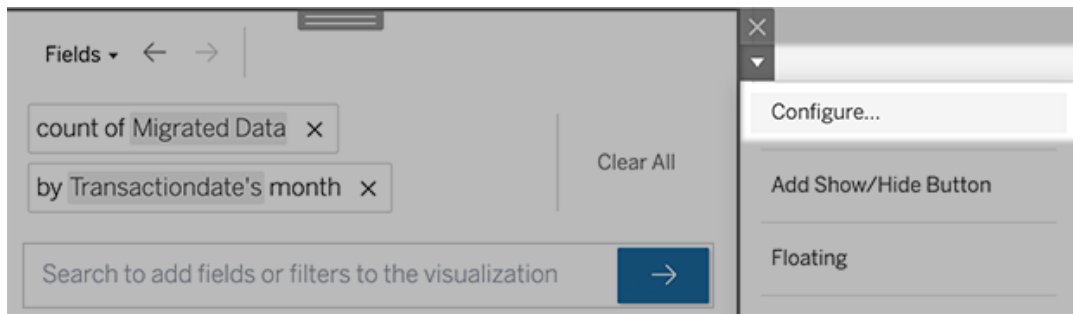 Fields
count of Migrated Data
by Transactiondate's month
Clear All
Search to add fields or filters to the visualization
Configure...
Add Show/Hide Button
Floating